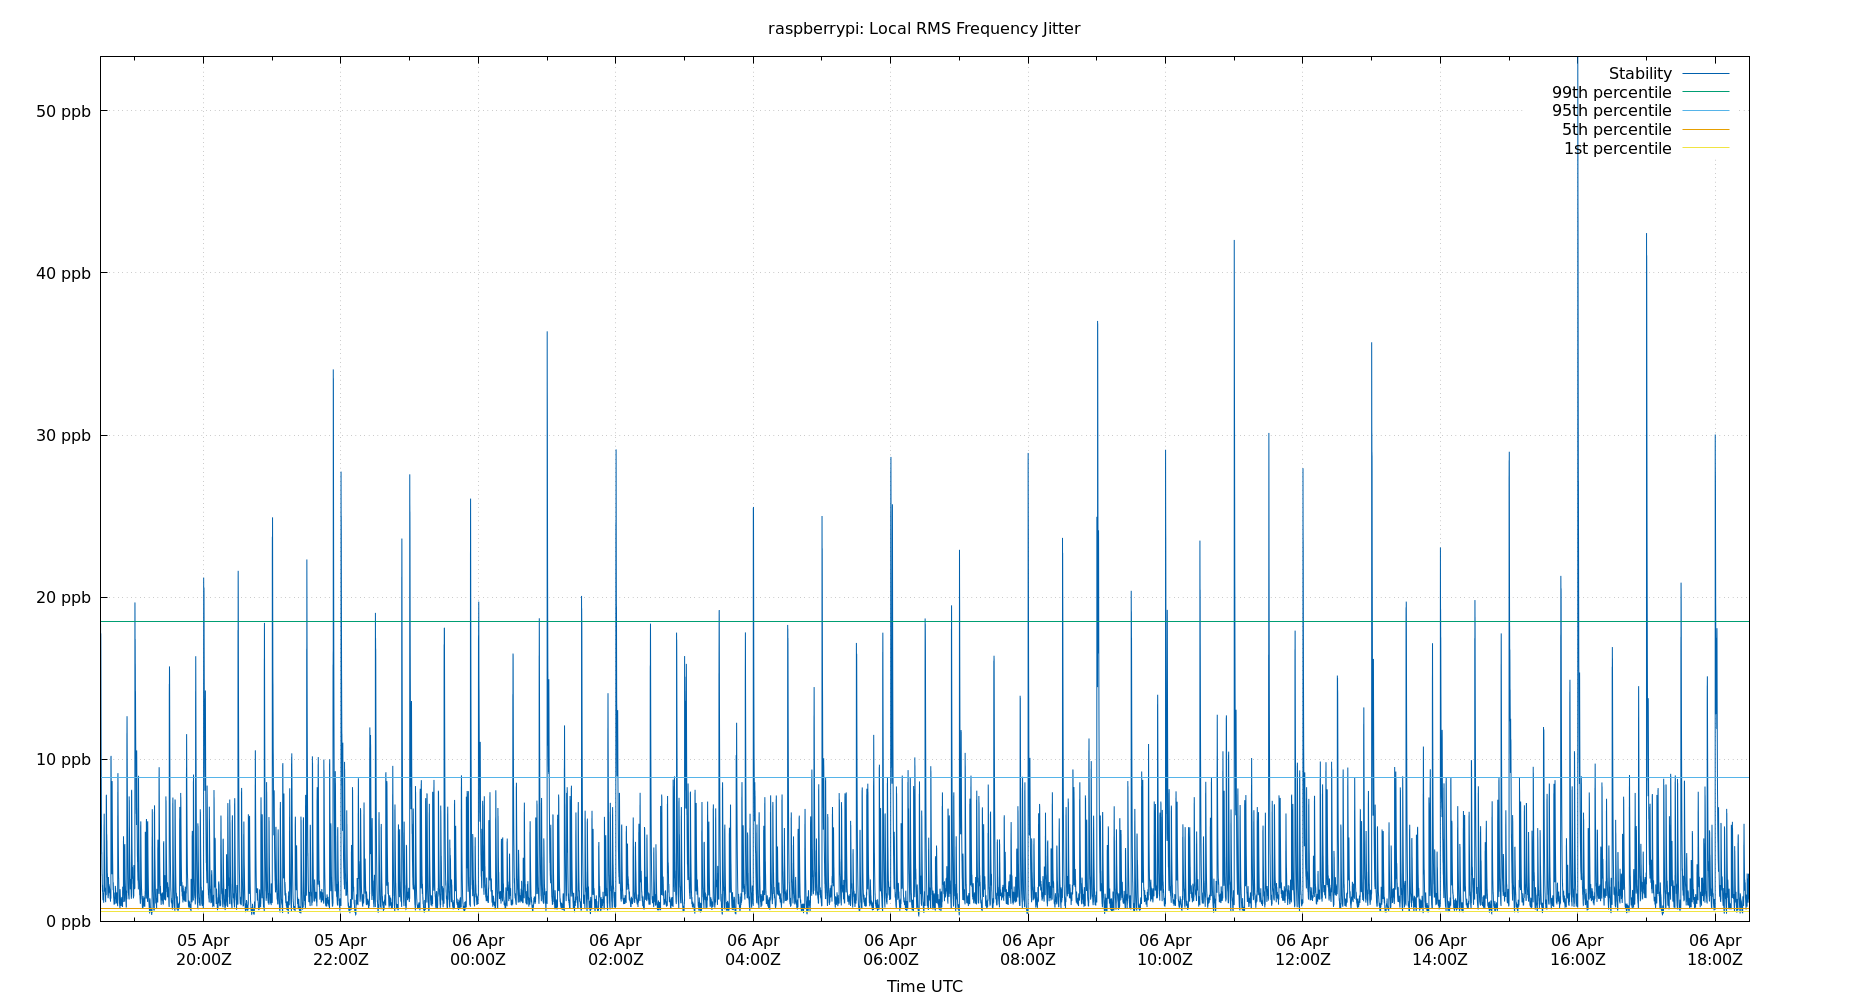 raspberrypi: Local RMS Frequency Jitter
Stability
99th percentile
95th percentile
5th percentile
1st percentile
50 ppb
40 ppb
30 ppb
20 ppb
10 ppb
0 ppb
05 Apr 05 Apr 06 Apr 06 Apr 06 Apr 06 Apr 06 Apr 06 Apr 06 Apr 06 Apr 06 Apr 06 Apr
20:00Z 22:00Z 00:00Z 02:00Z 04:00Z 06:00Z 08:00Z 10:00Z 12:00Z 14:00Z 16:00Z 18:00Z
Time UTC